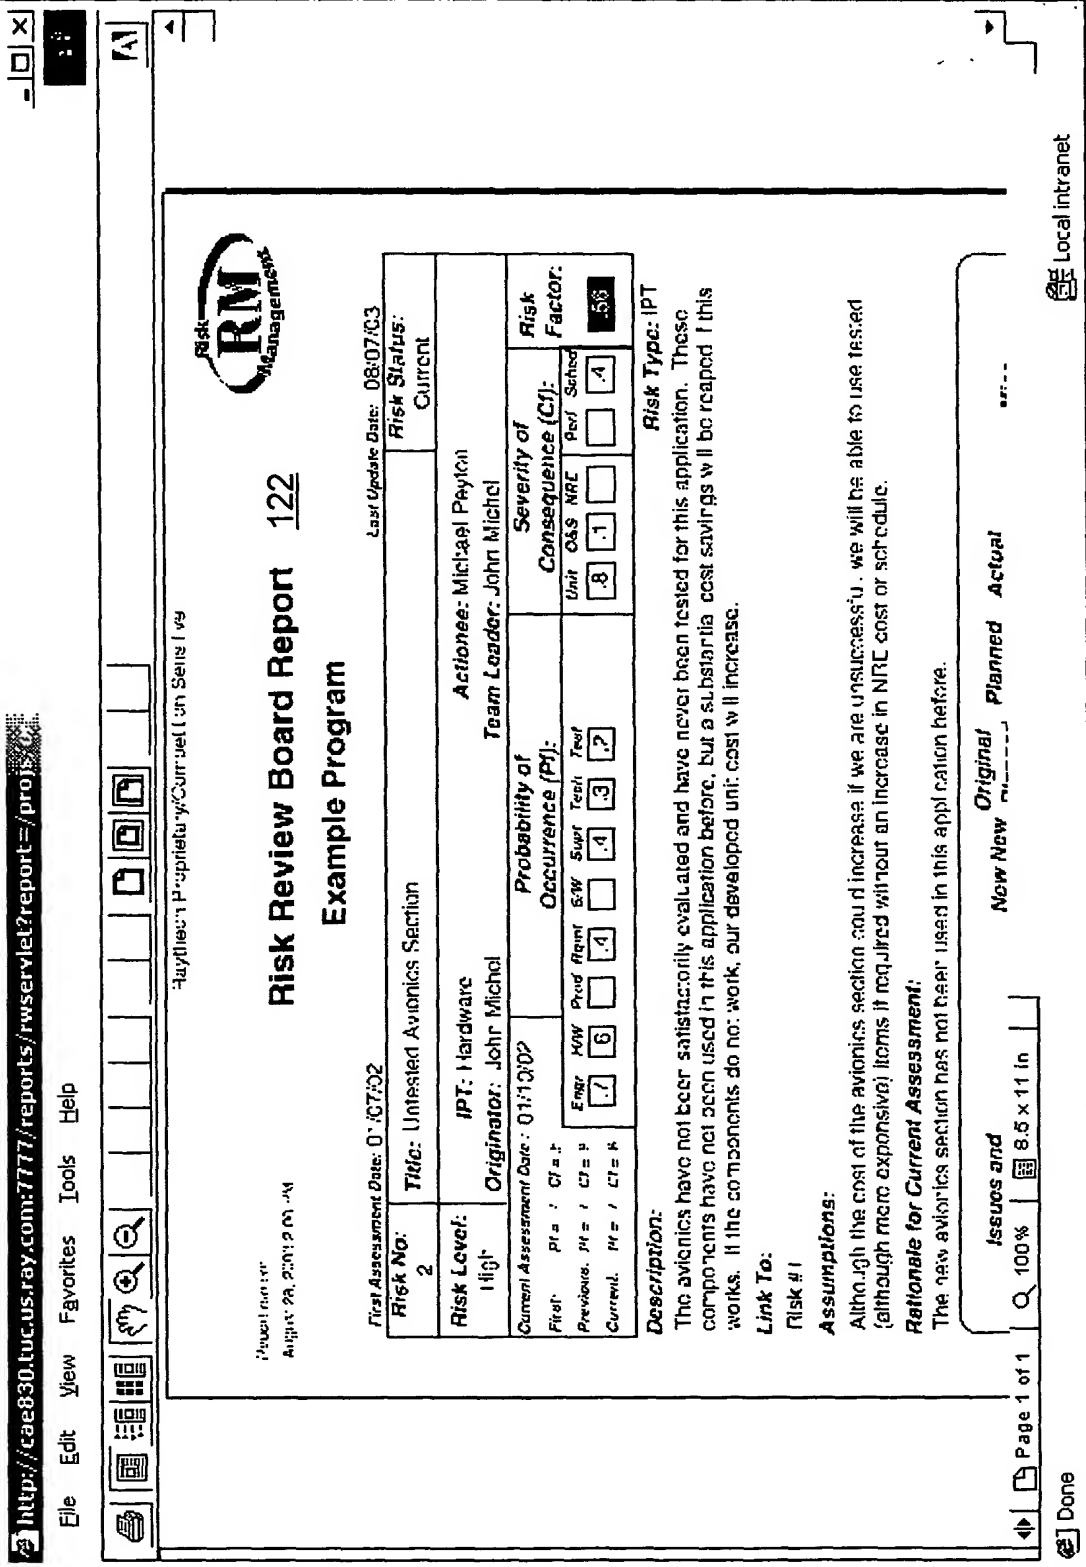 http://cae830.tuc.us.ray.com:7777/reports/rwservlet?report=/proj
File Edit View Favorites Tools Help
Risk
RM
Management
Risk Review Board Report 122
Example Program
First Assessment Date: 01/07/02 Last Update Date: 08/07/03
Risk No: 2
Title: Untested Avionics Section
Risk Status: Current
Risk Level: High
IPT: Hardware
Actionee: Michael Peyton
Originator: John Michel
Team Leader: John Michel
Current Assessment Date: 01/10/02
Probability of Occurrence (Pf):
Severity of Consequence (Cf):
Risk Factor:
First:
Previous:
Current:
Engr H/W Prod Rqmt S/W Supt Tech Test
.7 .6 .4 .4 .3 .2
Unit O&S NRE Perf Sched
.8 .1 .4
.56
Description:
Risk Type: IPT
The avionics have not been satisfactorily evaluated and have never been tested for this application. These
components have not been used in this application before, but a substantial cost savings will be reaped if this
works. If the components do not work, our developed unit cost will increase.
Link To:
Risk #1
Assumptions:
Although the cost of the avionics section could increase if we are unsuccessful, we will be able to use tested
(although more expensive) items if required without an increase in NRE cost or schedule.
Rationale for Current Assessment:
The new avionics section has not been used in this application before.
Issues and
New New Original Planned Actual
Page 1 of 1 100% 8.5 x 11 in
Done Local intranet